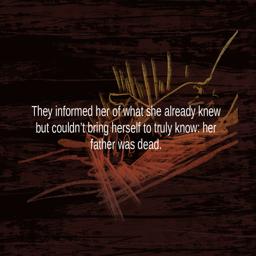 They informed her of what she already knew
but couldn't bring herself to truly know: her
father was dead.